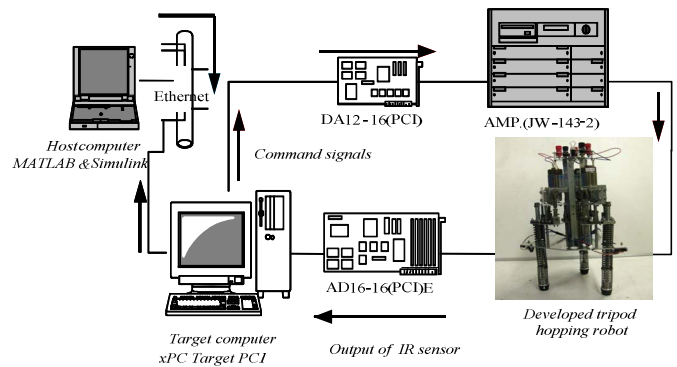 Ethernet
DA12-16(PCI)
AMP.(JW-143-2)
Hostcomputer
MATLAB &Simulink
Command signals
AD16-16(PCI)E
Developed tripod
hopping robot
Target computer
xPC Target PCI
Output of IR sensor